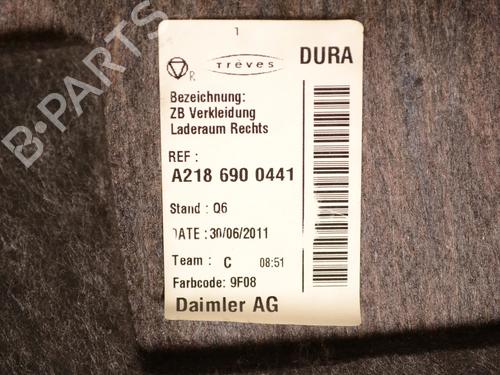 1
R
Trèves
DURA
Bezeichnung:
ZB Verkleidung
Laderaum Rechts
REF :
A218 690 0441
Stand : Q6
DATE : 30/06/2011
Team : C 08:51
Farbcode: 9F08
Daimler AG
B-PARTS